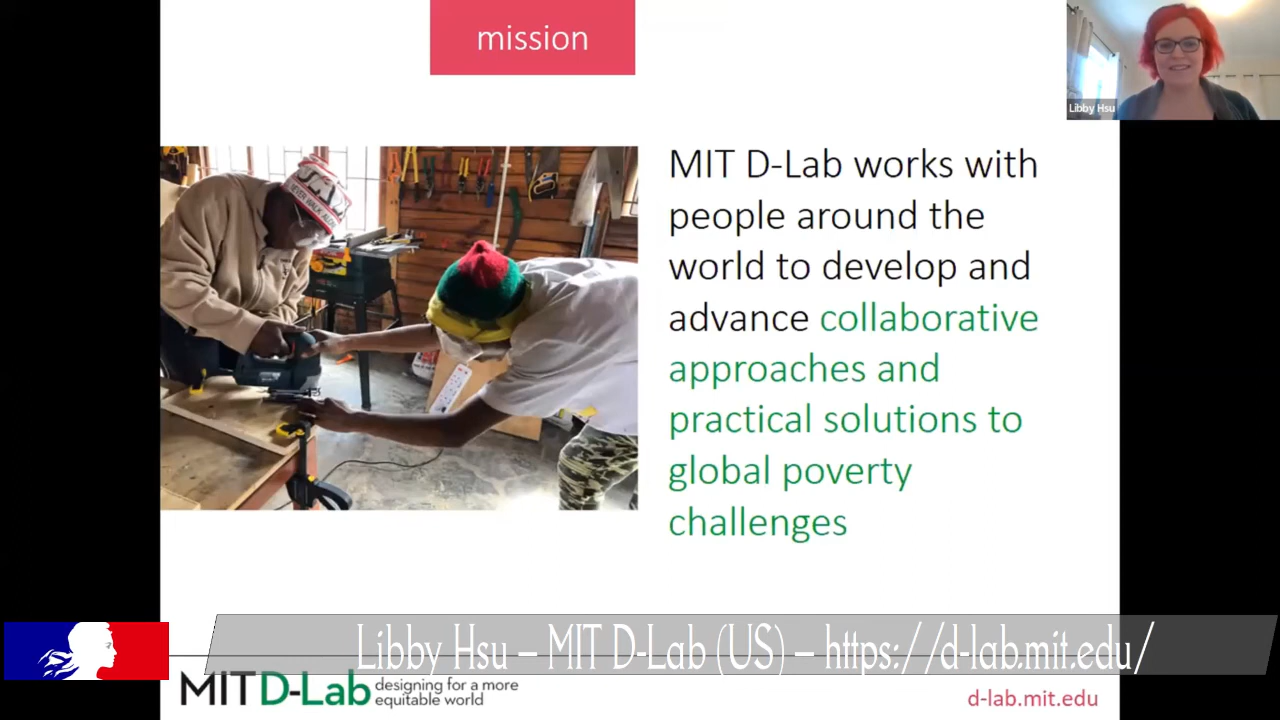 mission
Libby Hsu
MIT D-Lab works with
people around the
world to develop and
advance collaborative
approaches and
practical solutions to
global poverty
challenges
Libby Hsu – MIT D-Lab (US) – https://d-lab.mit.edu/
MIT D-Lab
designing for a more
equitable world
d-lab.mit.edu